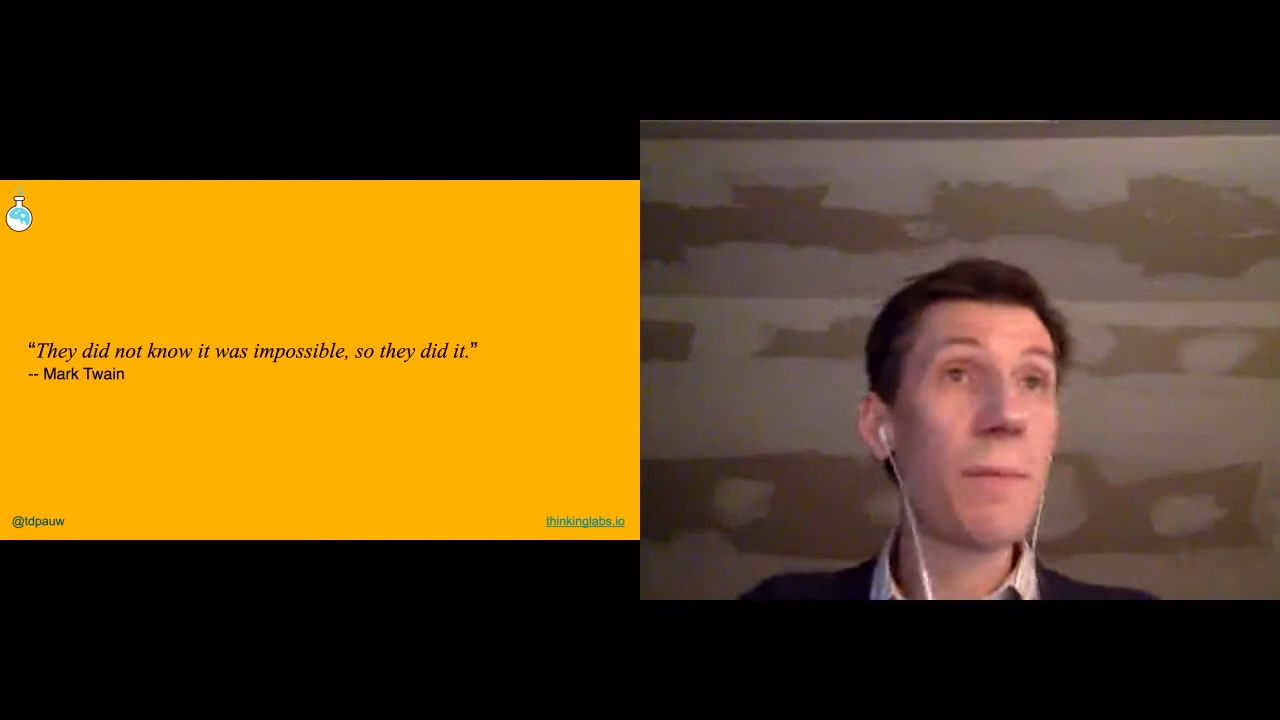 “They did not know it was impossible, so they did it.”
-- Mark Twain
@tdpauw
thinkinglabs.io